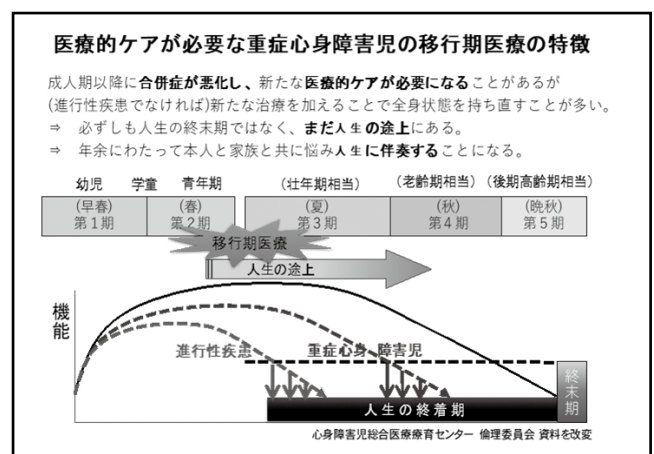 医療的ケアが必要な重症心身障害児の移行期医療の特徴
成人期以降に合併症が悪化し、新たな医療的ケアが必要になることがあるが
(進行性疾患でなければ)新たな治療を加えることで全身状態を持ち直すことが多い。
⇒ 必ずしも人生の終末期ではなく、まだ人生の途上にある。
⇒ 年余にわたって本人と家族と共に悩み人生に伴奏することになる。
幼児 学童 青年期 (壮年期相当) (老齢期相当) (後期高齢期相当)
(早春) (春) (夏) (秋) (晩秋)
第1期 第2期 第3期 第4期 第5期
移行期医療
人生の途上
機能
進行性疾患 重症心身障害児
人生の終着期
終末期
心身障害児総合医療療育センター 倫理委員会 資料を改変